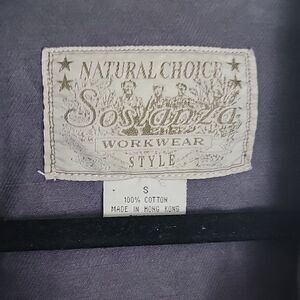 NATURAL CHOICE
Sostanza
WORKWEAR
STYLE
S
100% COTTON
MADE IN HONG KONG